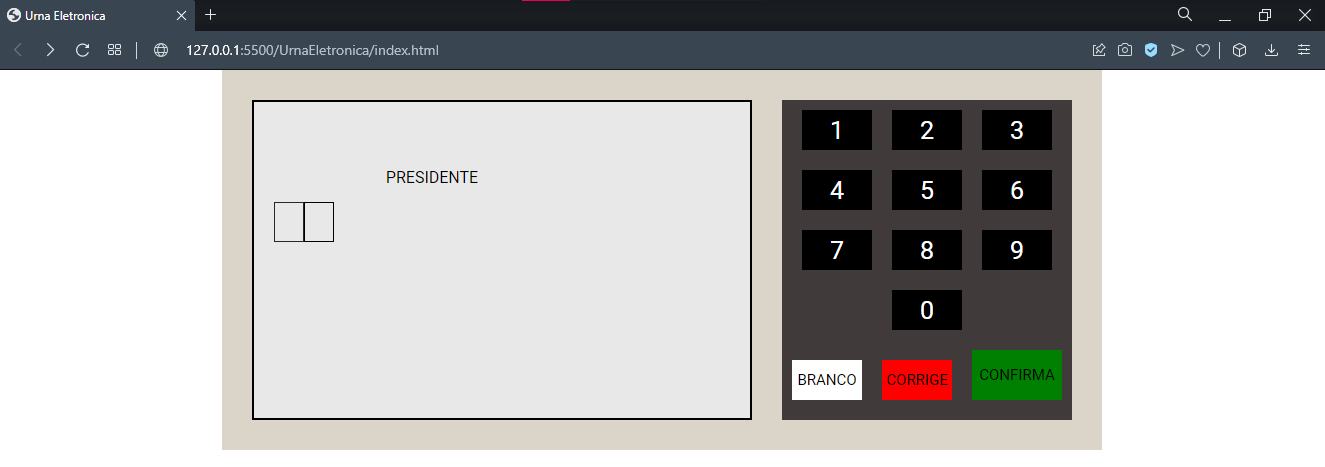 Urna Eletronica
127.0.0.1:5500/UrnaEletronica/index.html
PRESIDENTE
1 2 3
4 5 6
7 8 9
0
BRANCO CORRIGE CONFIRMA